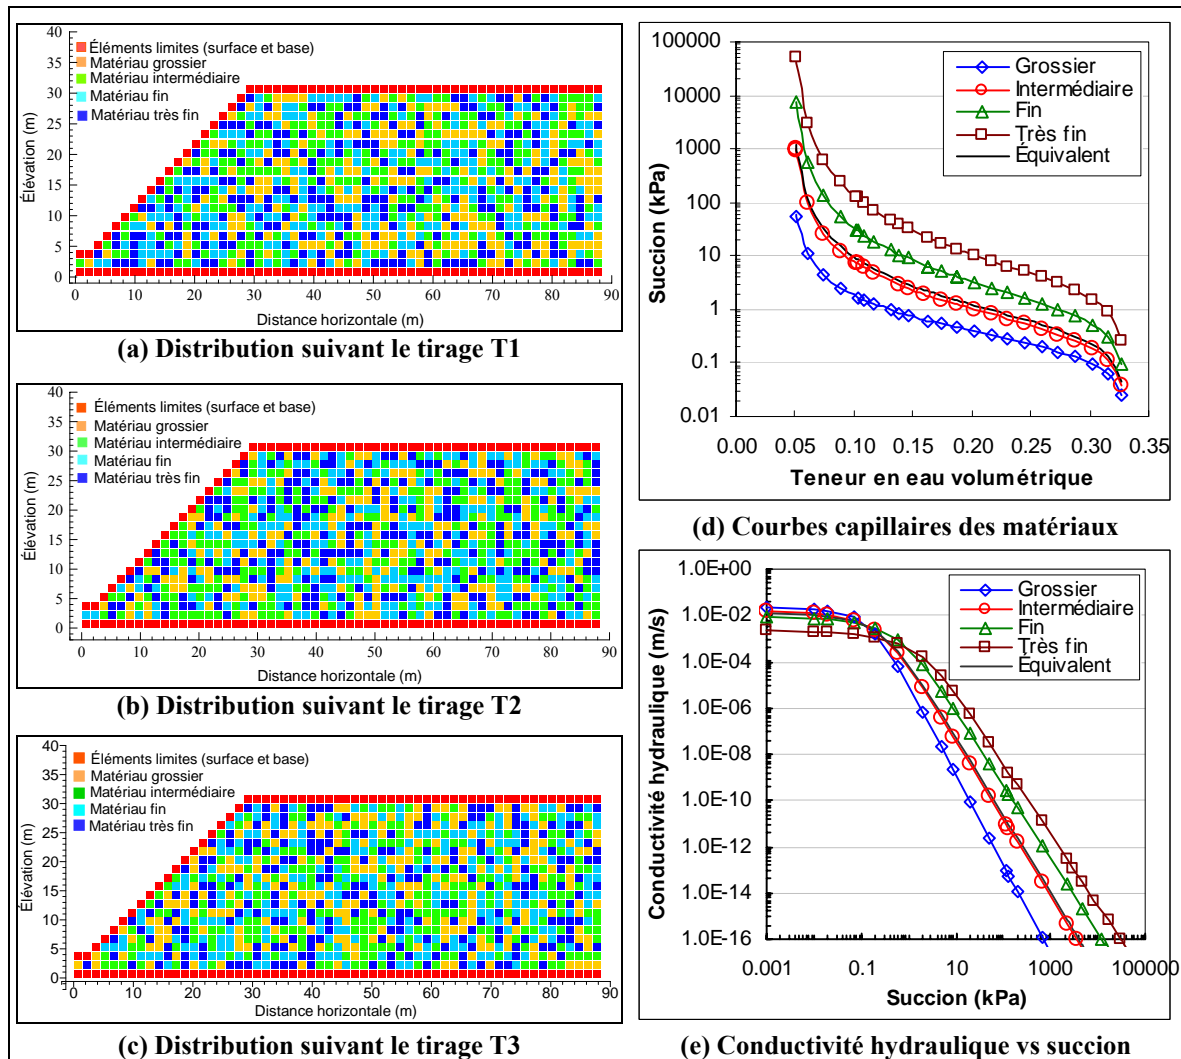 Élévation (m)
40
35
30
25
20
15
10
5
0
Éléments limites (surface et base)
Matériau grossier
Matériau intermédiaire
Matériau fin
Matériau très fin
0 10 20 30 40 50 60 70 80 90
Distance horizontale (m)
(a) Distribution suivant le tirage T1
Élévation (m)
40
35
30
25
20
15
10
5
0
Éléments limites (surface et base)
Matériau grossier
Matériau intermédiaire
Matériau fin
Matériau très fin
0 10 20 30 40 50 60 70 80 90
Distance horizontale (m)
(b) Distribution suivant le tirage T2
Élévation (m)
40
35
30
25
20
15
10
5
0
Éléments limites (surface et base)
Matériau grossier
Matériau intermédiaire
Matériau fin
Matériau très fin
0 10 20 30 40 50 60 70 80 90
Distance horizontale (m)
(c) Distribution suivant le tirage T3
Succion (kPa)
100000
10000
1000
100
10
1
0.1
0.01
Grossier
Intermédiaire
Fin
Très fin
Équivalent
0.00 0.05 0.10 0.15 0.20 0.25 0.30 0.35
Teneur en eau volumétrique
(d) Courbes capillaires des matériaux
Conductivité hydraulique (m/s)
1.0E+00
1.0E-02
1.0E-04
1.0E-06
1.0E-08
1.0E-10
1.0E-12
1.0E-14
1.0E-16
Grossier
Intermédiaire
Fin
Très fin
Équivalent
0.001 0.1 10 1000 100000
Succion (kPa)
(e) Conductivité hydraulique vs succion